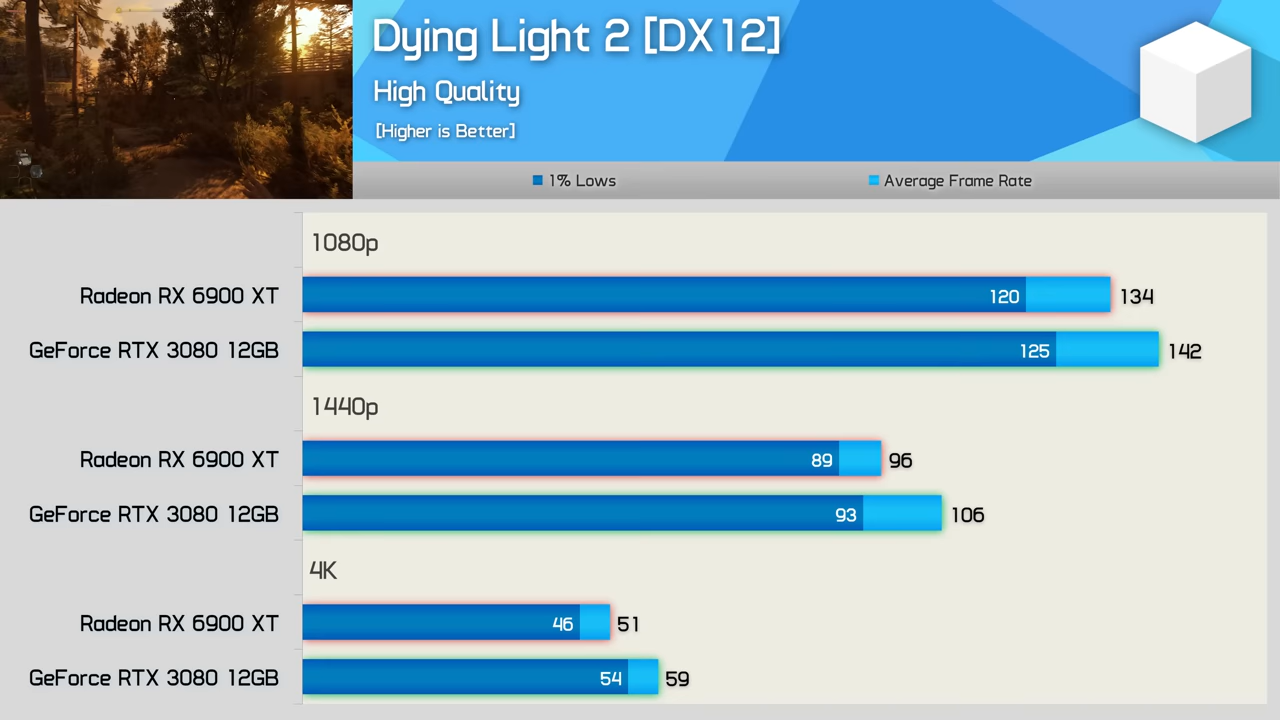 Dying Light 2 [DX12]
High Quality
[Higher is Better]
1% Lows
Average Frame Rate
1080p
Radeon RX 6900 XT 120 134
GeForce RTX 3080 12GB 125 142
1440p
Radeon RX 6900 XT 89 96
GeForce RTX 3080 12GB 93 106
4K
Radeon RX 6900 XT 46 51
GeForce RTX 3080 12GB 54 59